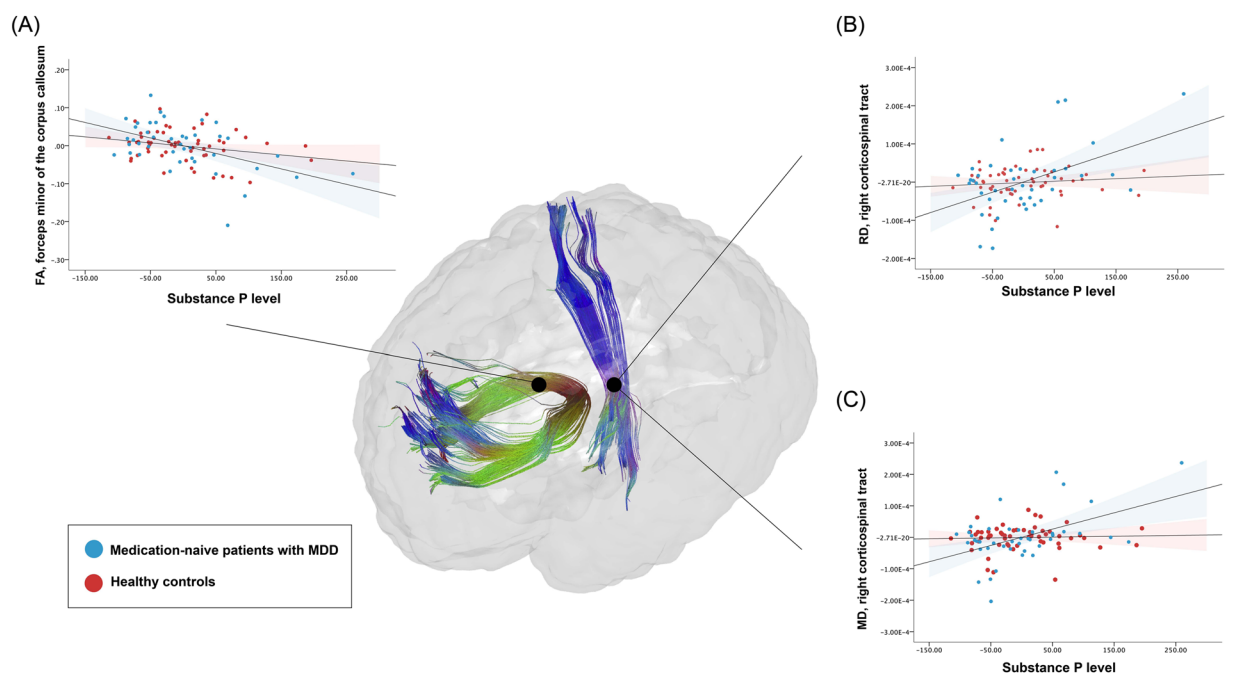 (A)
FA, forceps minor of the corpus callosum
.20
.10
.00
-.10
-.20
-.30
-150.00 -50.00 50.00 150.00 250.00
Substance P level
(B)
RD, right corticospinal tract
3.00E-4
2.00E-4
1.00E-4
-2.71E-20
-1.00E-4
-2.00E-4
-150.00 -50.00 50.00 150.00 250.00
Substance P level
(C)
MD, right corticospinal tract
3.00E-4
2.00E-4
1.00E-4
-2.71E-20
-1.00E-4
-2.00E-4
-3.00E-4
-150.00 -50.00 50.00 150.00 250.00
Substance P level
Medication-naive patients with MDD
Healthy controls